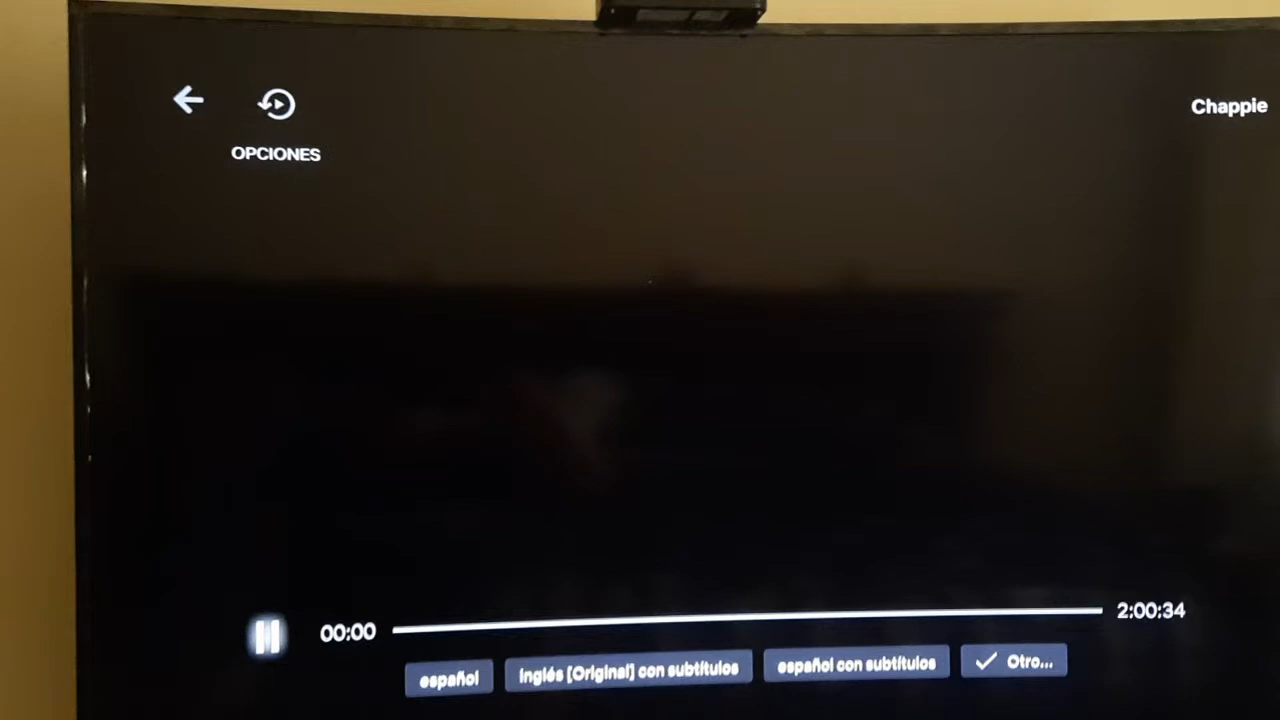 Chappie
OPCIONES
00:00
2:00:34
español
Inglés [Original] con subtítulos
español con subtítulos
Otro...